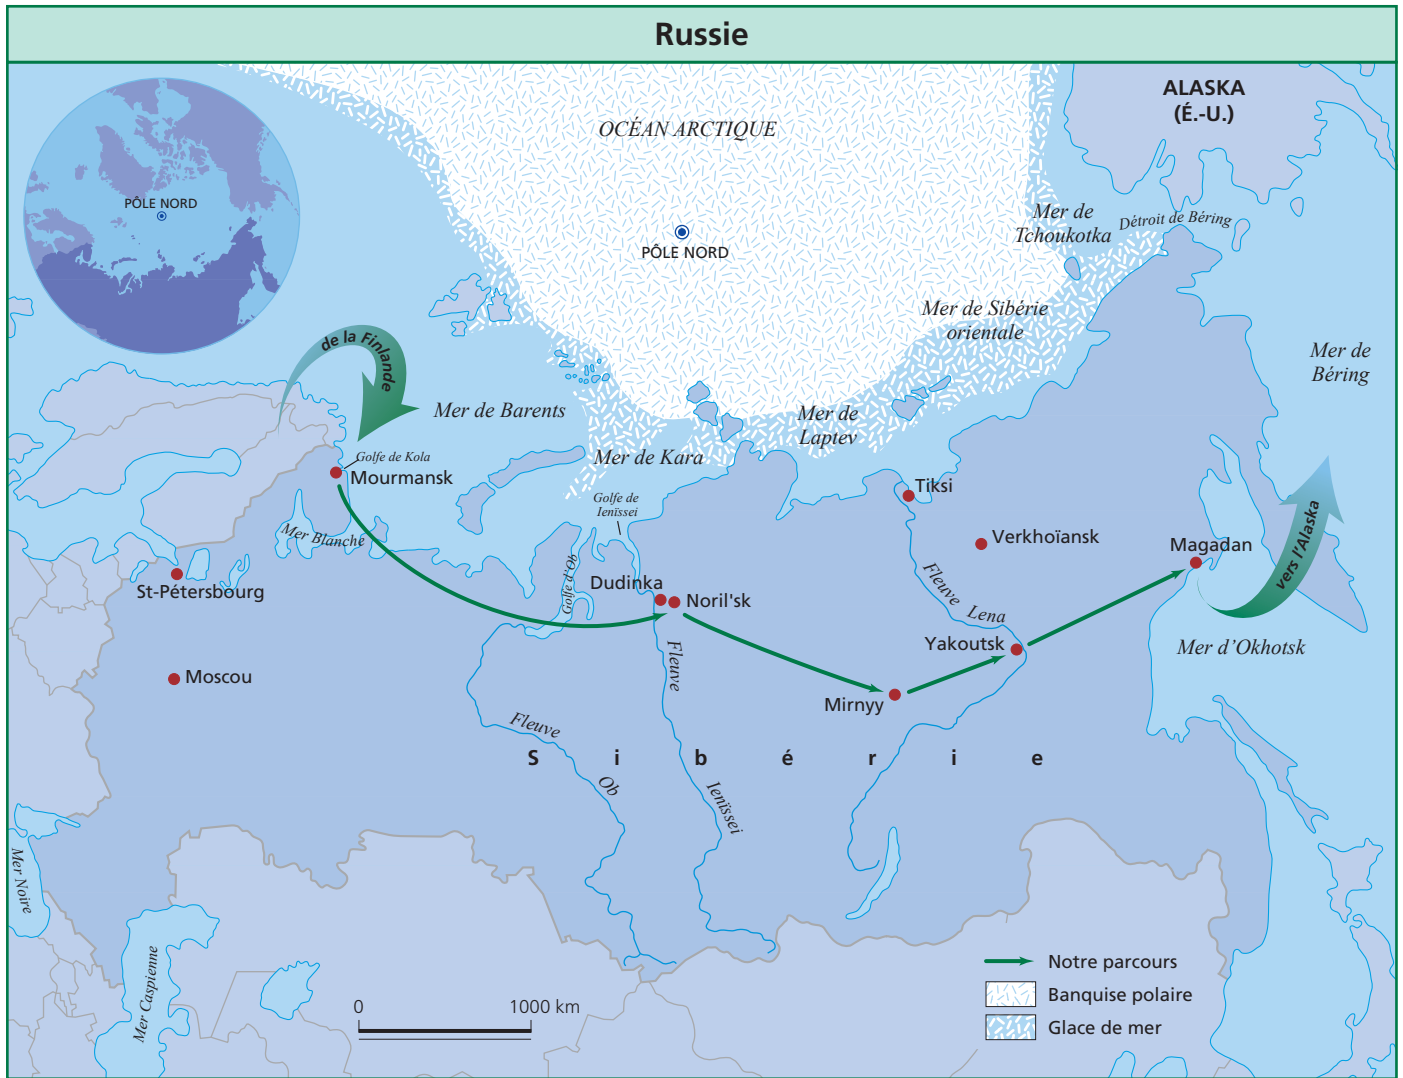 Russie
ALASKA
(É.-U.)
OCÉAN ARCTIQUE
PÔLE NORD
PÔLE NORD
Mer de
Tchoukotka
Détroit de Béring
Mer de Sibérie
orientale
Mer de
Béring
de la Finlande
Mer de Barents
Mer de
Laptev
Mer de Kara
Golfe de Kola
Mourmansk
Golfe de
Ienïssei
Tiksi
Mer Blanche
Verkhoïansk
Magadan
vers l'Alaska
St-Pétersbourg
Golfe d'Ob
Dudinka
Noril'sk
Fleuve Lena
Yakoutsk
Mer d'Okhotsk
Moscou
Mirnyy
Fleuve
Ienïssei
Fleuve
Ob
S i b é r i e
Mer Noire
Mer Caspienne
0 1000 km
Notre parcours
Banquise polaire
Glace de mer